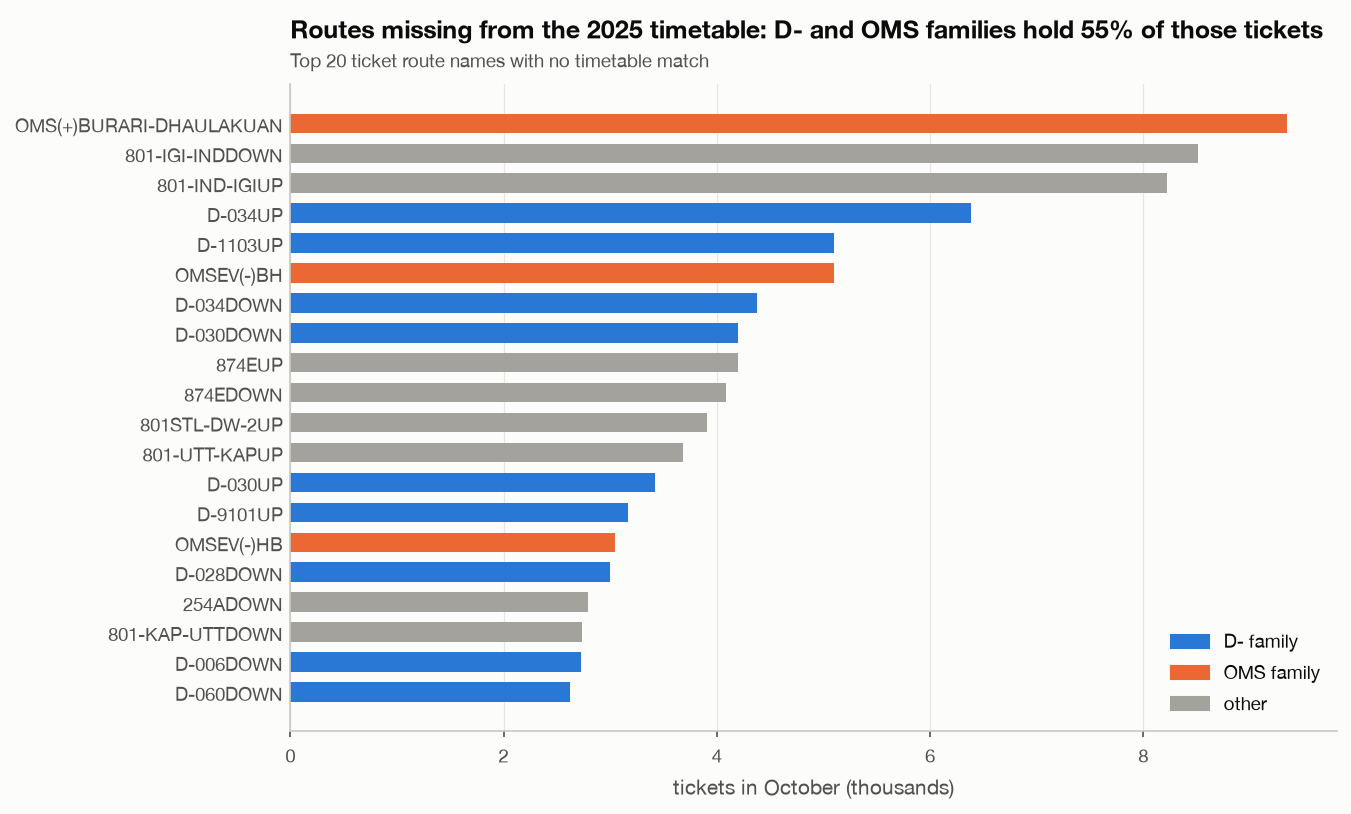 Routes missing from the 2025 timetable: D- and OMS families hold 55% of those tickets
Top 20 ticket route names with no timetable match
OMS(+)BURARI-DHAULAKUAN
801-IGI-INDDOWN
801-IND-IGIUP
D-034UP
D-1103UP
OMSEV(-)BH
D-034DOWN
D-030DOWN
874EUP
874EDOWN
801STL-DW-2UP
801-UTT-KAPUP
D-030UP
D-9101UP
OMSEV(-)HB
D-028DOWN
254ADOWN
801-KAP-UTTDOWN
D-006DOWN
D-060DOWN
D- family
OMS family
other
0 2 4 6 8
tickets in October (thousands)